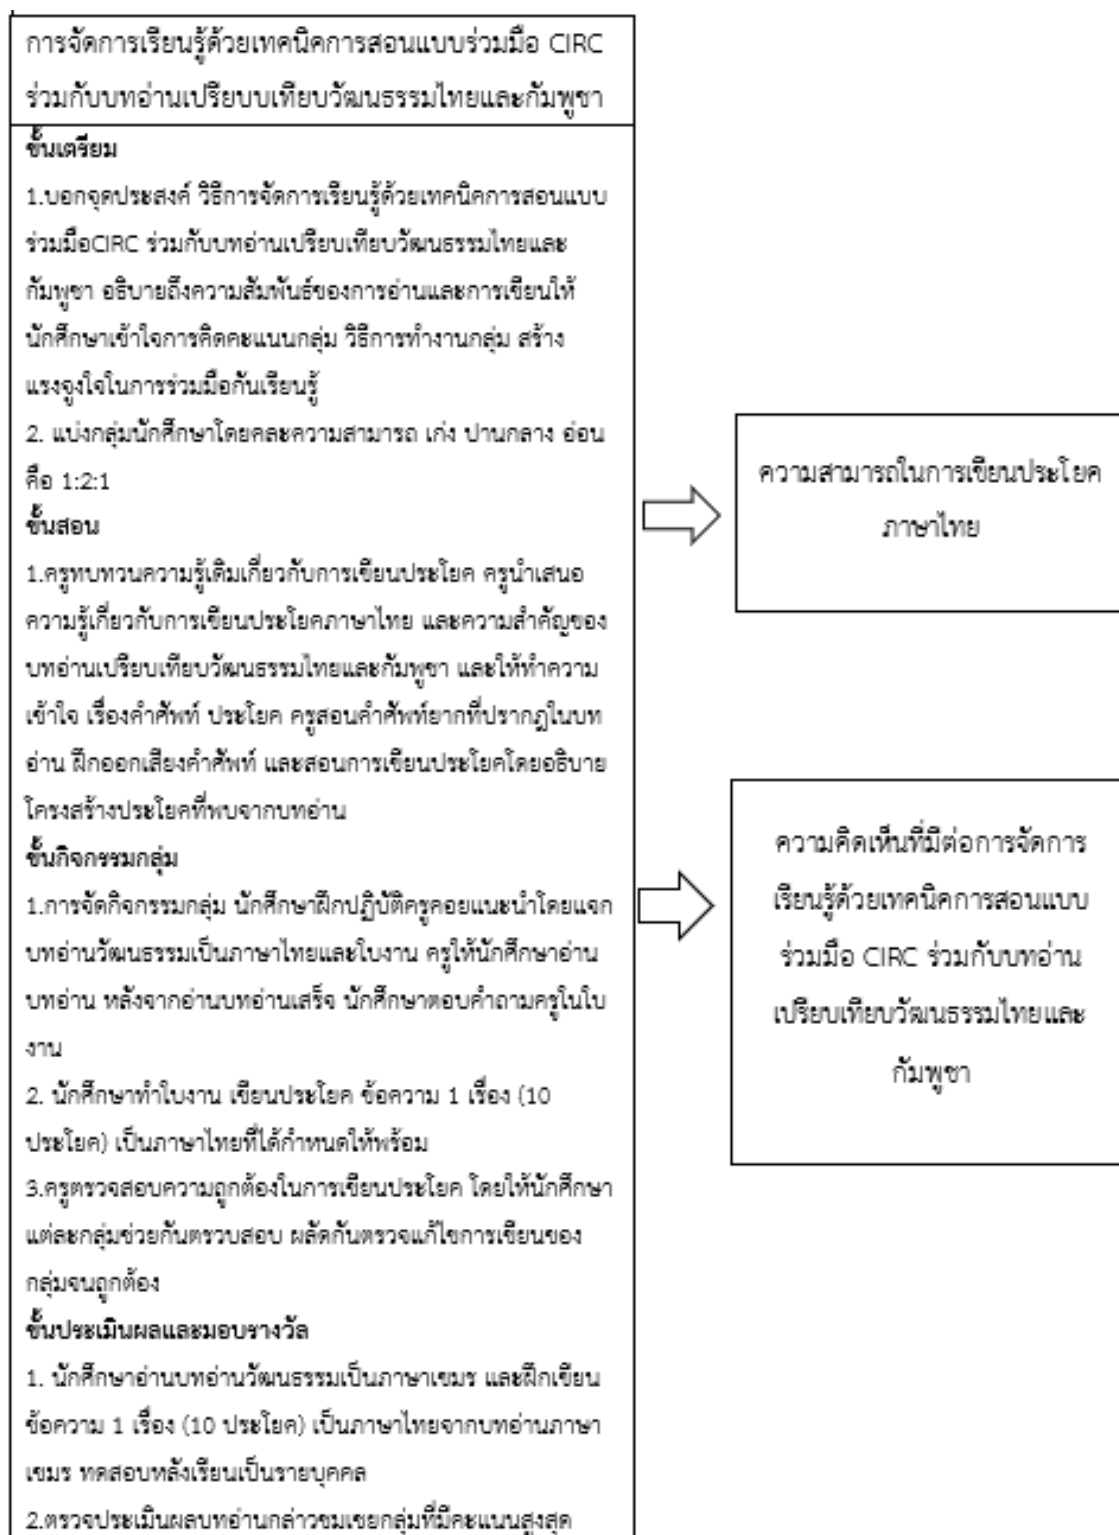 การจัดการเรียนรู้ด้วยเทคนิคการสอนแบบร่วมมือ CIRC
ร่วมกับบทอ่านเปรียบบเทียบวัฒนธรรมไทยและกัมพูชา
ขั้นเตรียม
1.บอกจุดประสงค์ วิธีการจัดการเรียนรู้ด้วยเทคนิคการสอนแบบ
ร่วมมือCIRC ร่วมกับบทอ่านเปรียบเทียบวัฒนธรรมไทยและ
กัมพูชา อธิบายถึงความสัมพันธ์ของการอ่านและการเขียนให้
นักศึกษาเข้าใจการคิดคะแนนกลุ่ม วิธีการทำงานกลุ่ม สร้าง
แรงจูงใจในการร่วมมือกันเรียนรู้
2. แบ่งกลุ่มนักศึกษาโดยคละความสามารถ เก่ง ปานกลาง อ่อน
คือ 1:2:1
ขั้นสอน
1.ครูทบทวนความรู้เดิมเกี่ยวกับการเขียนประโยค ครูนำเสนอ
ความรู้เกี่ยวกับการเขียนประโยคภาษาไทย และความสำคัญของ
บทอ่านเปรียบเทียบวัฒนธรรมไทยและกัมพูชา และให้ทำความ
เข้าใจ เรื่องคำศัพท์ ประโยค ครูสอนคำศัพท์ยากที่ปรากฏในบท
อ่าน ฝึกออกเสียงคำศัพท์ และสอนการเขียนประโยคโดยอธิบาย
โครงสร้างประโยคที่พบจากบทอ่าน
ขั้นกิจกรรมกลุ่ม
1.การจัดกิจกรรมกลุ่ม นักศึกษาฝึกปฏิบัติครูคอยแนะนำโดยแจก
บทอ่านวัฒนธรรมเป็นภาษาไทยและใบงาน ครูให้นักศึกษาอ่าน
บทอ่าน หลังจากอ่านบทอ่านเสร็จ นักศึกษาตอบคำถามครูในใบ
งาน
2. นักศึกษาทำใบงาน เขียนประโยค ข้อความ 1 เรื่อง (10
ประโยค) เป็นภาษาไทยที่ได้กำหนดให้พร้อม
3.ครูตรวจสอบความถูกต้องในการเขียนประโยค โดยให้นักศึกษา
แต่ละกลุ่มช่วยกันตรวบสอบ ผลัดกันตรวจแก้ไขการเขียนของ
กลุ่มจนถูกต้อง
ขั้นประเมินผลและมอบรางวัล
1. นักศึกษาอ่านบทอ่านวัฒนธรรมเป็นภาษาเขมร และฝึกเขียน
ข้อความ 1 เรื่อง (10 ประโยค) เป็นภาษาไทยจากบทอ่านภาษา
เขมร ทดสอบหลังเรียนเป็นรายบุคคล
2.ตรวจประเมินผลบทอ่านกล่าวชมเชยกลุ่มที่มีคะแนนสูงสุด
ความสามารถในการเขียนประโยค
ภาษาไทย
ความคิดเห็นที่มีต่อการจัดการ
เรียนรู้ด้วยเทคนิคการสอนแบบ
ร่วมมือ CIRC ร่วมกับบทอ่าน
เปรียบเทียบวัฒนธรรมไทยและ
กัมพูชา